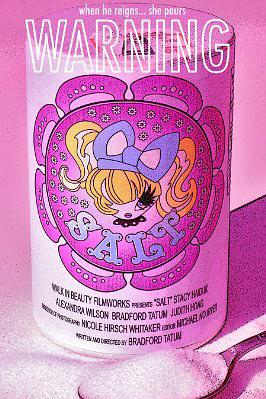 when he reigns... she pours
WARNING
SALT
WALK IN BEAUTY FILMWORKS PRESENTS "SALT" STACY HAIDUK
ALEXANDRA WILSON BRADFORD TATUM JUDITH HOAG
DIRECTOR OF PHOTOGRAPHY NICOLE HIRSCH WHITAKER EDITOR MICHAEL NOURYEH
WRITTEN AND DIRECTED BY BRADFORD TATUM